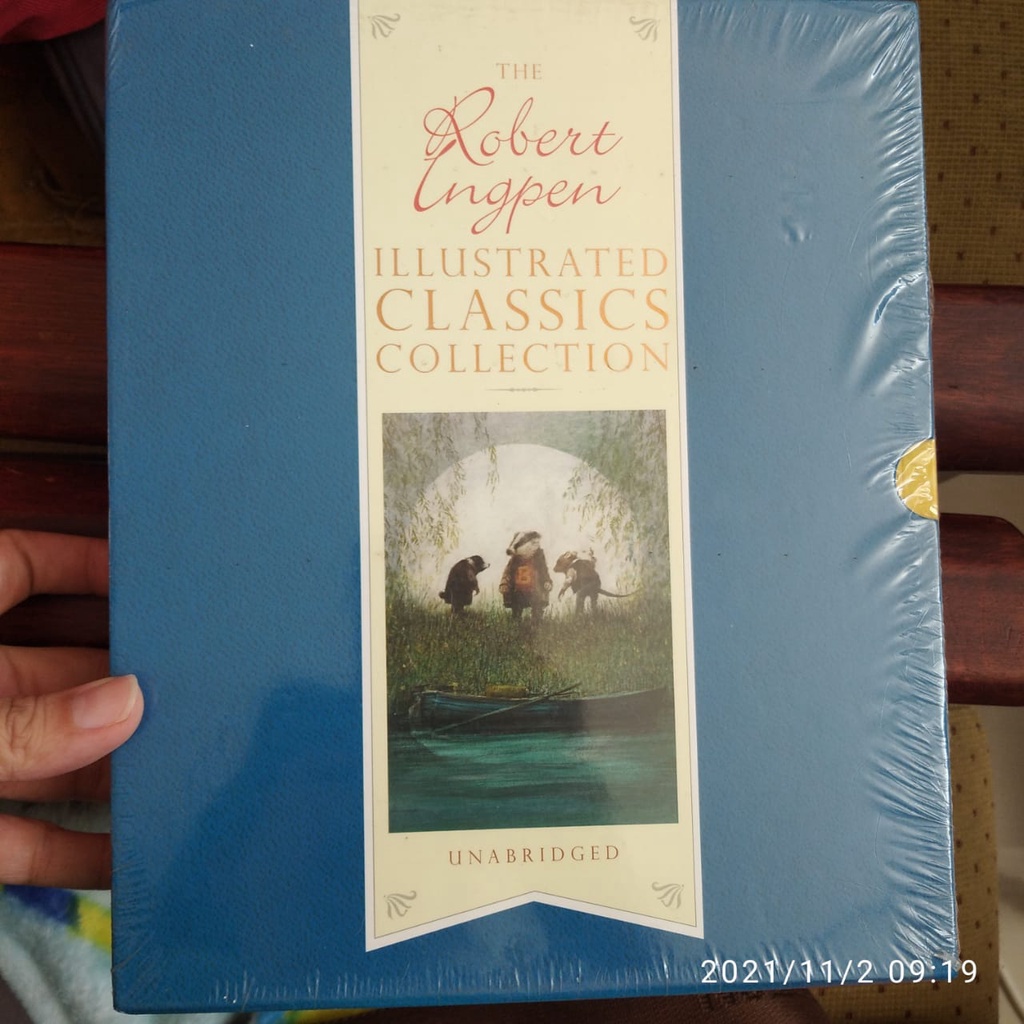 THE
Robert
Ingpen
ILLUSTRATED
CLASSICS
COLLECTION
UNABRIDGED
2021/11/2 09:19